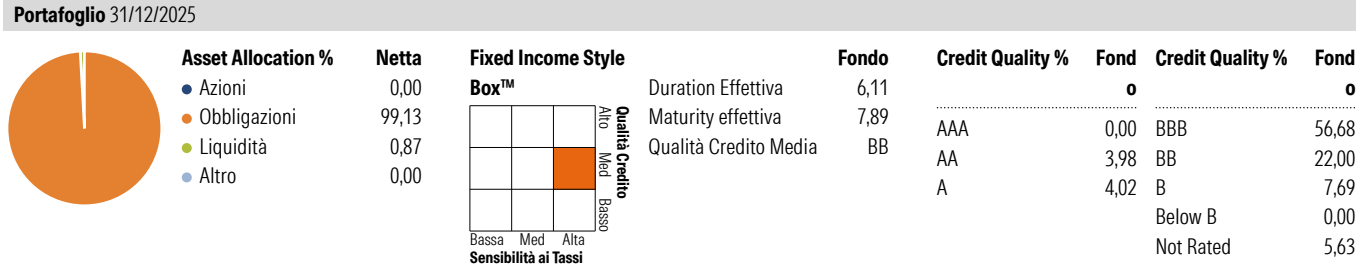 Portafoglio 31/12/2025
Asset Allocation % Netta
Azioni 0,00
Obbligazioni 99,13
Liquidità 0,87
Altro 0,00
Fixed Income Style
Box™
Alto
Med
Basso
Qualità Credito
Bassa Med Alta
Sensibilità ai Tassi
Fondo
Duration Effettiva 6,11
Maturity effettiva 7,89
Qualità Credito Media BB
Credit Quality % Fond
o
AAA 0,00
AA 3,98
A 4,02
Credit Quality % Fond
o
BBB 56,68
BB 22,00
B 7,69
Below B 0,00
Not Rated 5,63